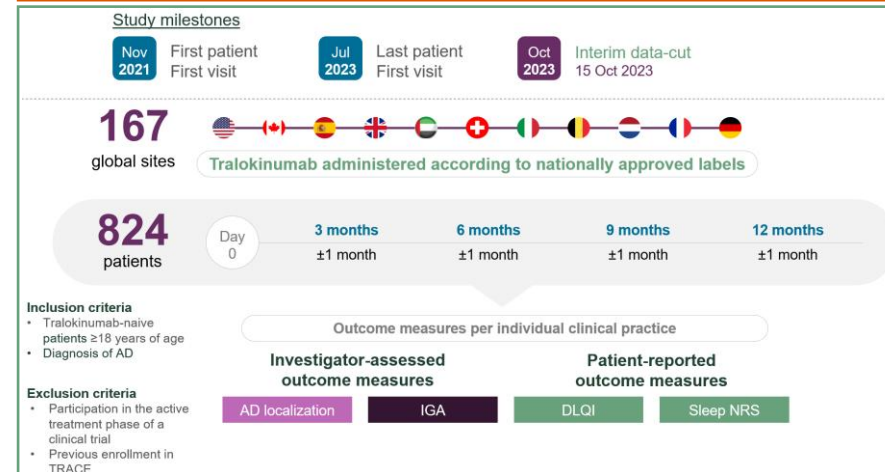 Study milestones
Nov 2021
First patient
First visit
Jul 2023
Last patient
First visit
Oct 2023
Interim data-cut
15 Oct 2023
167
global sites
Tralokinumab administered according to nationally approved labels
824
patients
Day 0
3 months
±1 month
6 months
±1 month
9 months
±1 month
12 months
±1 month
Inclusion criteria
• Tralokinumab-naive
patients ≥18 years of age
• Diagnosis of AD
Exclusion criteria
• Participation in the active
treatment phase of a
clinical trial
• Previous enrollment in
TRACE
Outcome measures per individual clinical practice
Investigator-assessed
outcome measures
AD localization
IGA
Patient-reported
outcome measures
DLQI
Sleep NRS